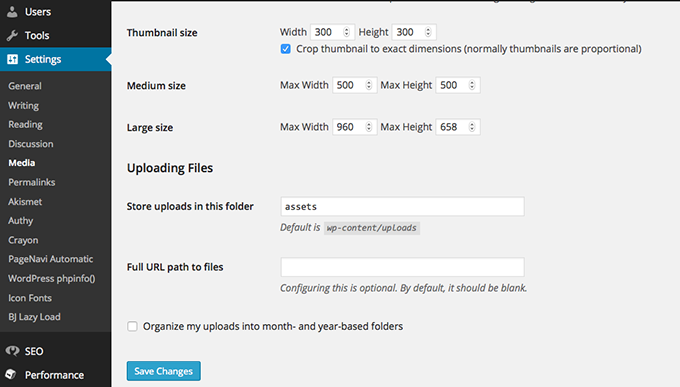 Users
Tools
Settings
General
Writing
Reading
Discussion
Media
Permalinks
Akismet
Authy
Crayon
PageNavi Automatic
WordPress phpinfo()
Icon Fonts
BJ Lazy Load
SEO
Performance
Thumbnail size Width 300 Height 300
Crop thumbnail to exact dimensions (normally thumbnails are proportional)
Medium size Max Width 500 Max Height 500
Large size Max Width 960 Max Height 658
Uploading Files
Store uploads in this folder assets
Default is wp-content/uploads
Full URL path to files
Configuring this is optional. By default, it should be blank.
Organize my uploads into month- and year-based folders
Save Changes